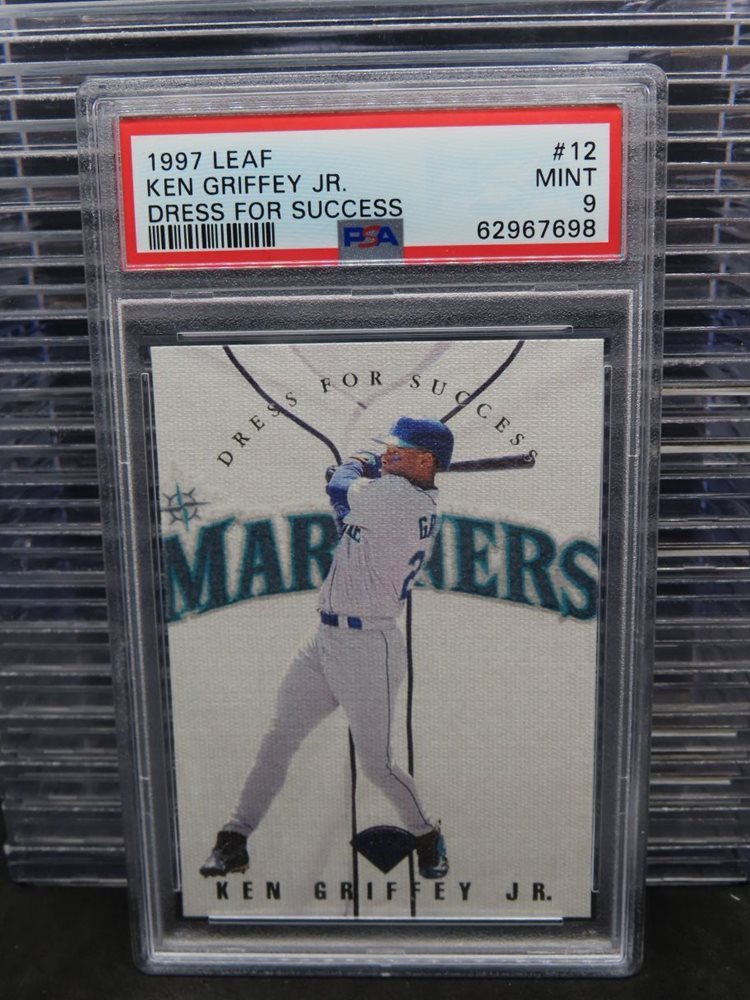 1997 LEAF #12
KEN GRIFFEY JR. MINT
DRESS FOR SUCCESS 9
PSA 62967698
DRESS FOR SUCCESS
MARINERS
KEN GRIFFEY JR.